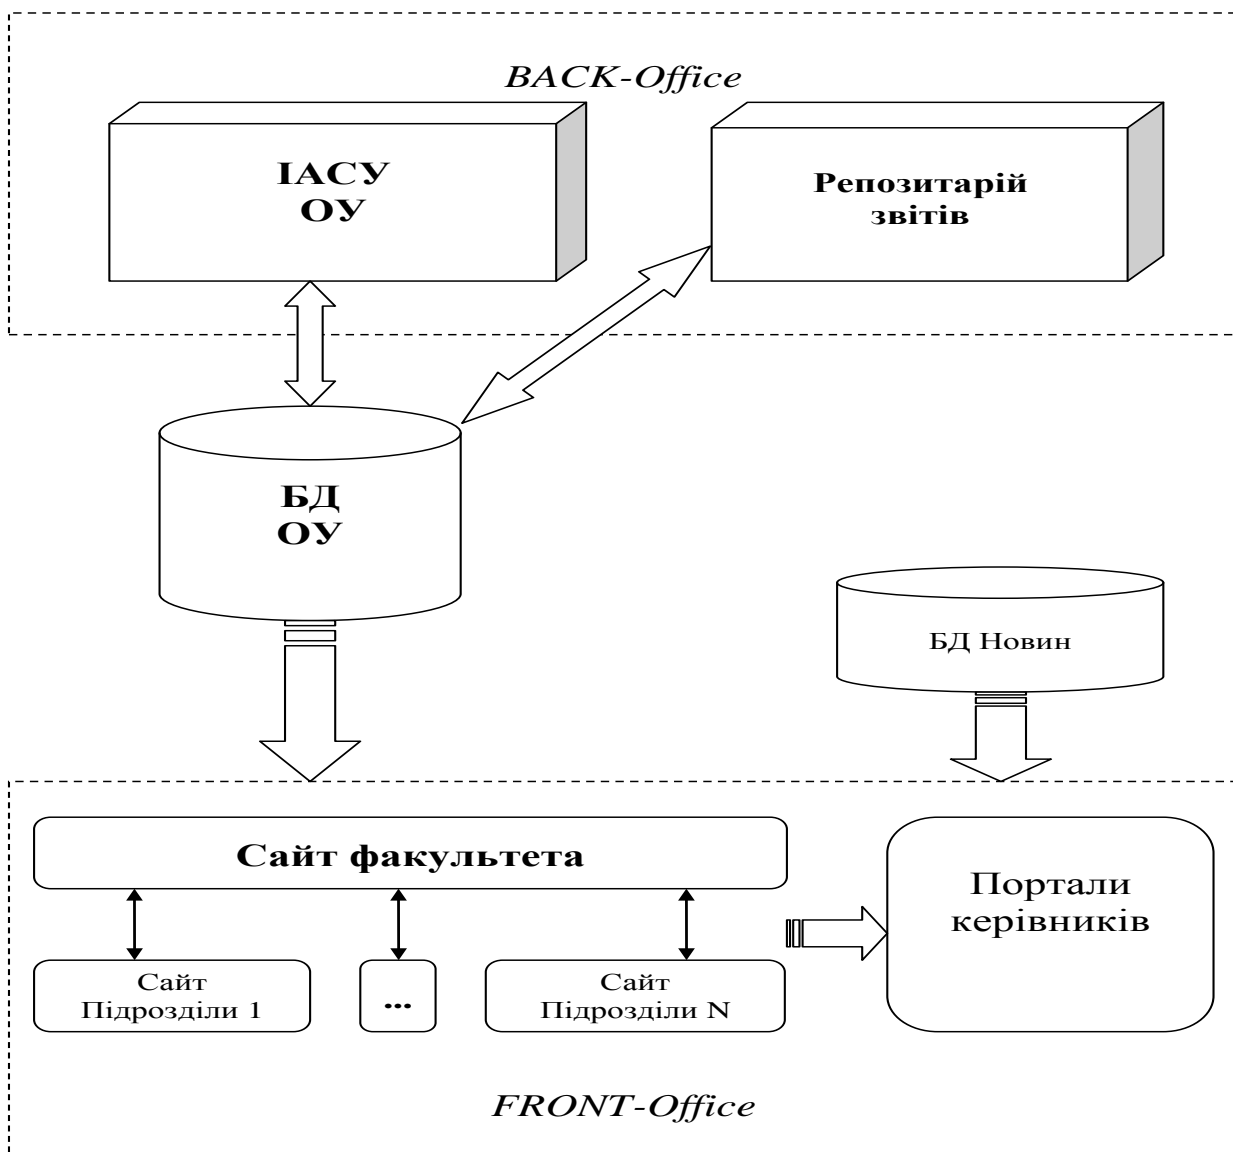 BACK-Office
ІАСУ
ОУ
Репозитарій
звітів
БД
ОУ
БД Новин
Сайт факультета
Портали
керівників
Сайт
Підрозділи 1
...
Сайт
Підрозділи N
FRONT-Office